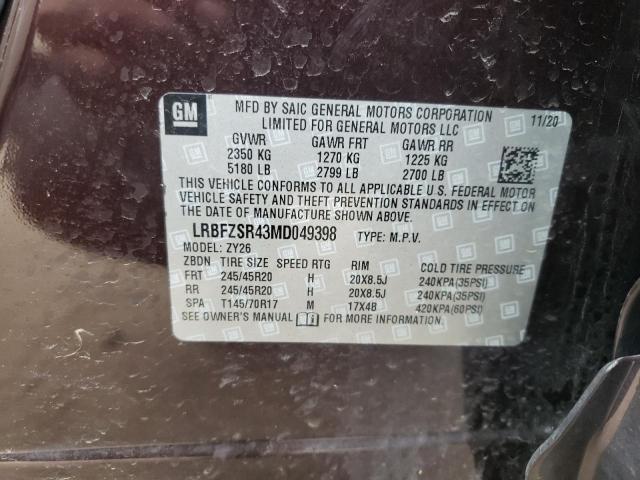 GM
MFD BY SAIC GENERAL MOTORS CORPORATION
LIMITED FOR GENERAL MOTORS LLC
11/20
GVWR GAWR FRT GAWR RR
2350 KG 1270 KG 1225 KG
5180 LB 2799 LB 2700 LB
THIS VEHICLE CONFORMS TO ALL APPLICABLE U.S. FEDERAL MOTOR
VEHICLE SAFETY AND THEFT PREVENTION STANDARDS IN EFFECT ON
THE DATE OF MANUFACTURE SHOWN ABOVE.
LRBFZSR43MD049398 TYPE: M.P.V.
MODEL: ZY26
ZBDN TIRE SIZE SPEED RTG RIM COLD TIRE PRESSURE
FRT 245/45R20 H 20X8.5J 240KPA(35PSI)
RR 245/45R20 H 20X8.5J 240KPA(35PSI)
SPA T145/70R17 M 17X4B 420KPA(60PSI)
SEE OWNER'S MANUAL FOR MORE INFORMATION.